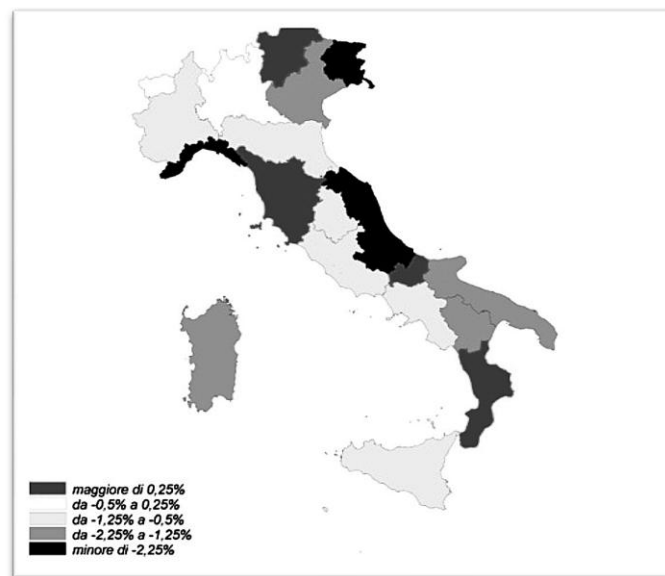 maggiore di 0,25%
da -0,5% a 0,25%
da -1,25% a -0,5%
da -2,25% a -1,25%
minore di -2,25%